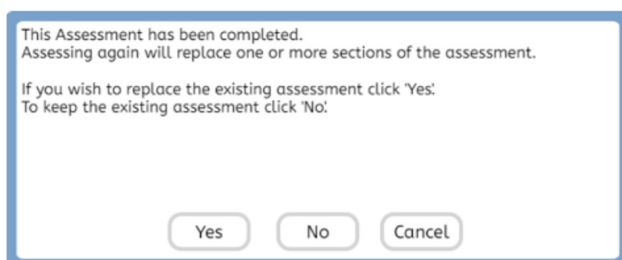 This Assessment has been completed.
Assessing again will replace one or more sections of the assessment.
If you wish to replace the existing assessment click 'Yes'.
To keep the existing assessment click 'No'.
Yes No Cancel